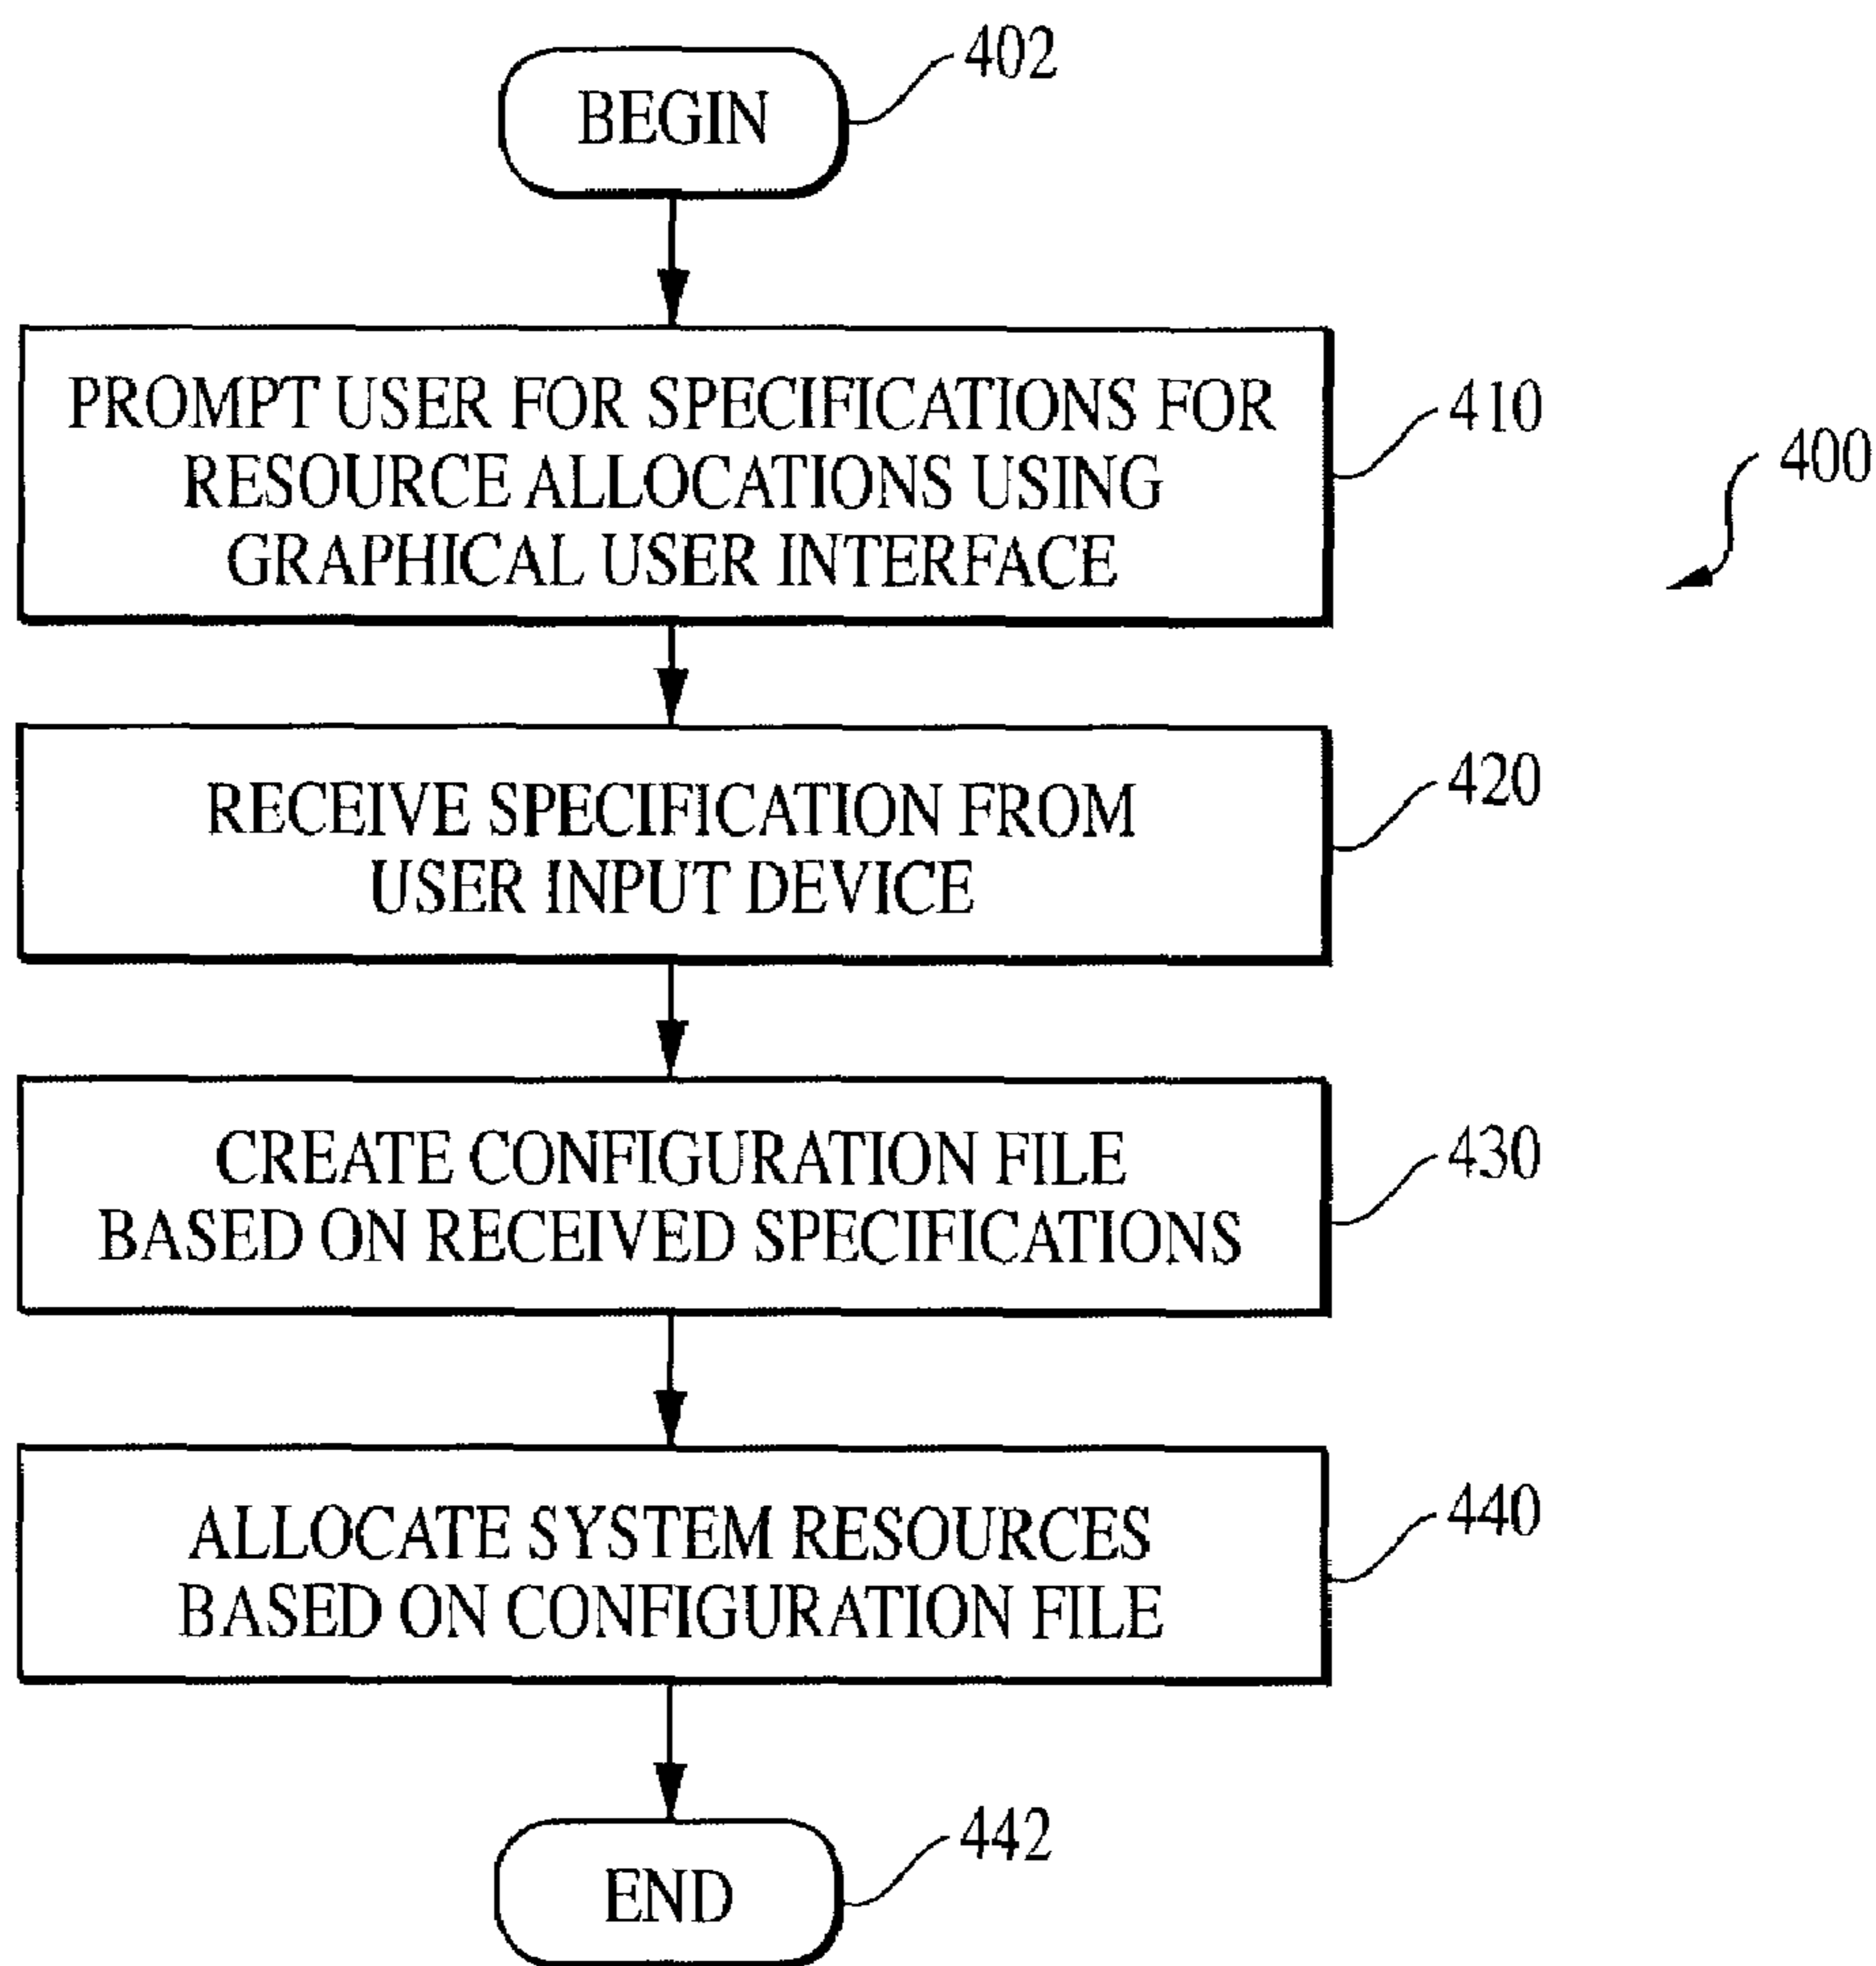 BEGIN
402
PROMPT USER FOR SPECIFICATIONS FOR
RESOURCE ALLOCATIONS USING
GRAPHICAL USER INTERFACE
410
400
RECEIVE SPECIFICATION FROM
USER INPUT DEVICE
420
CREATE CONFIGURATION FILE
BASED ON RECEIVED SPECIFICATIONS
430
ALLOCATE SYSTEM RESOURCES
BASED ON CONFIGURATION FILE
440
END
442